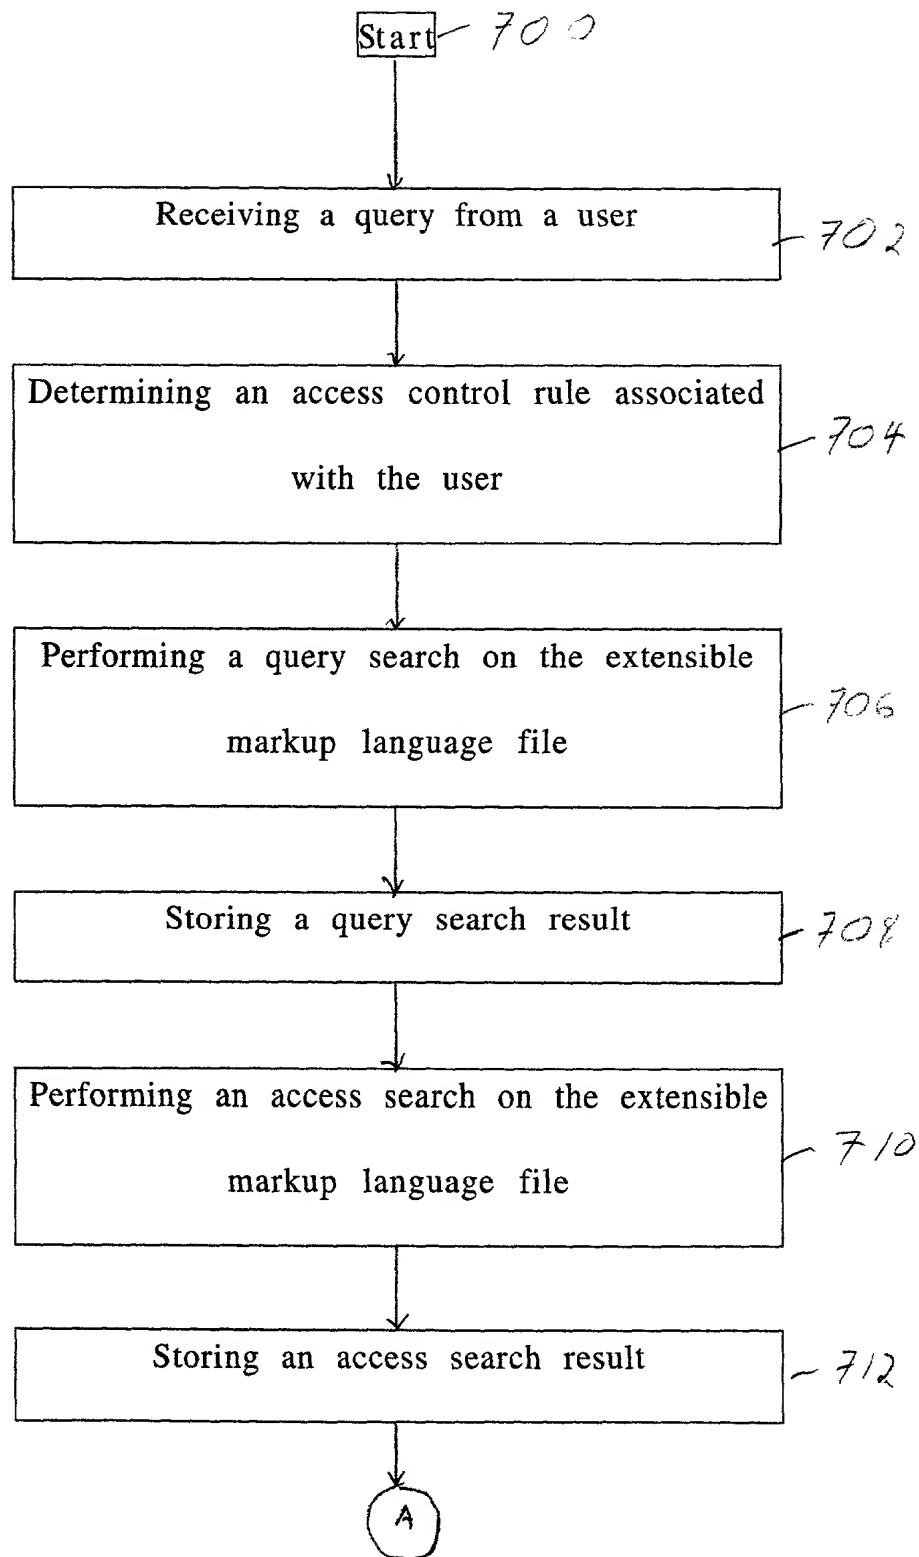 Start 700
Receiving a query from a user
702
Determining an access control rule associated
with the user
704
Performing a query search on the extensible
markup language file
706
Storing a query search result
708
Performing an access search on the extensible
markup language file
710
Storing an access search result
712
A